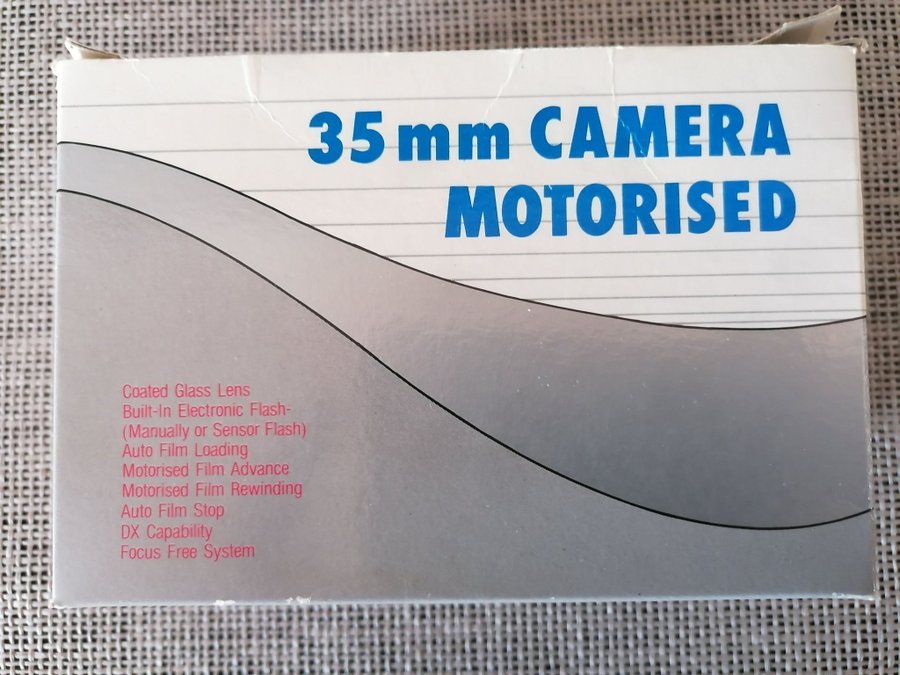 35mm CAMERA
MOTORISED
Coated Glass Lens
Built-In Electronic Flash-
(Manually or Sensor Flash)
Auto Film Loading
Motorised Film Advance
Motorised Film Rewinding
Auto Film Stop
DX Capability
Focus Free System